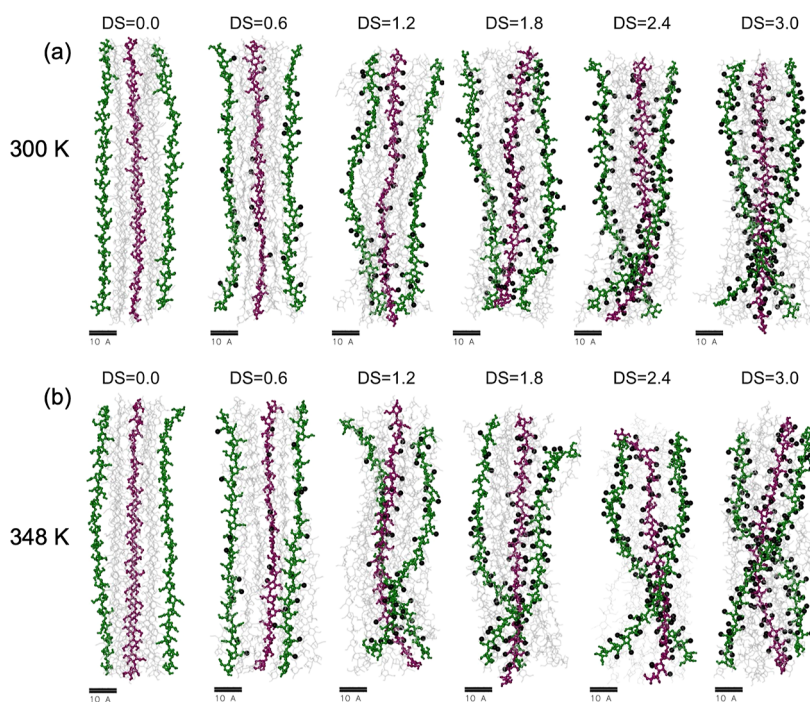 DS=0.0 DS=0.6 DS=1.2 DS=1.8 DS=2.4 DS=3.0
(a)
300 K
10 A 10 A 10 A 10 A 10 A 10 A
DS=0.0 DS=0.6 DS=1.2 DS=1.8 DS=2.4 DS=3.0
(b)
348 K
10 A 10 A 10 A 10 A 10 A 10 A